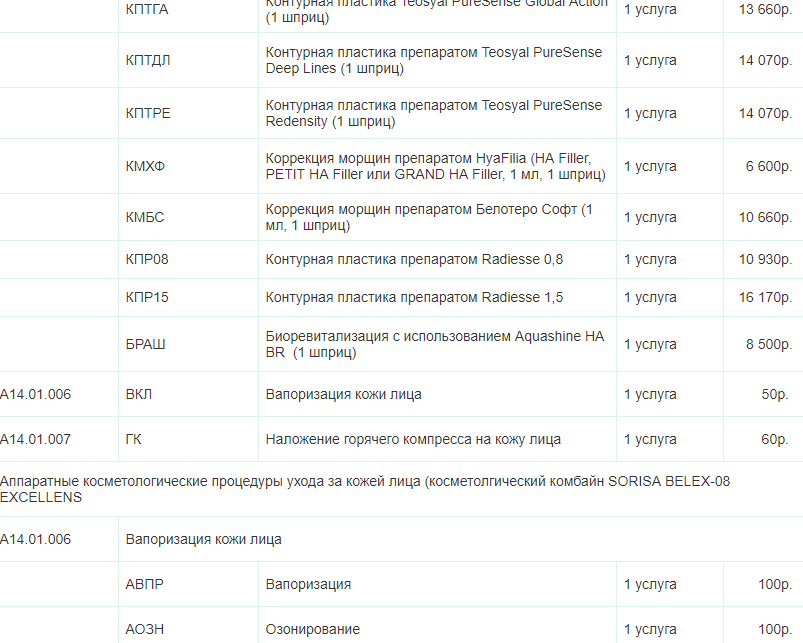 КПТГА Контурная пластика Teosyal PureSense Global Action 1 услуга 13 660р.
(1 шприц)
Контурная пластика препаратом Teosyal PureSense
КПТДЛ 1 услуга 14 070р.
Deep Lines (1 шприц)
Контурная пластика препаратом Teosyal PureSense
КПТРЕ 1 услуга 14 070р.
Redensity (1 шприц)
Коррекция морщин препаратом HyaFilia (HA Filler,
КМХФ 1 услуга 6 600р.
PETIT HA Filler или GRAND HA Filler, 1 мл, 1 шприц)
Коррекция морщин препаратом Белотеро Софт (1
КМБС 1 услуга 10 660р.
мл, 1 шприц)
КПР08 Контурная пластика препаратом Radiesse 0,8 1 услуга 10 930р.
КПР15 Контурная пластика препаратом Radiesse 1,5 1 услуга 16 170р.
Биоревитализация с использованием Aquashine HA
БРАШ 1 услуга 8 500р.
BR (1 шприц)
A14.01.006 ВКЛ Вапоризация кожи лица 1 услуга 50р.
A14.01.007 ГК Наложение горячего компресса на кожу лица 1 услуга 60р.
Аппаратные косметологические процедуры ухода за кожей лица (косметолгический комбайн SORISA BELEX-08
EXCELLENS
A14.01.006 Вапоризация кожи лица
АВПР Вапоризация 1 услуга 100р.
АОЗН Озонирование 1 услуга 100р.